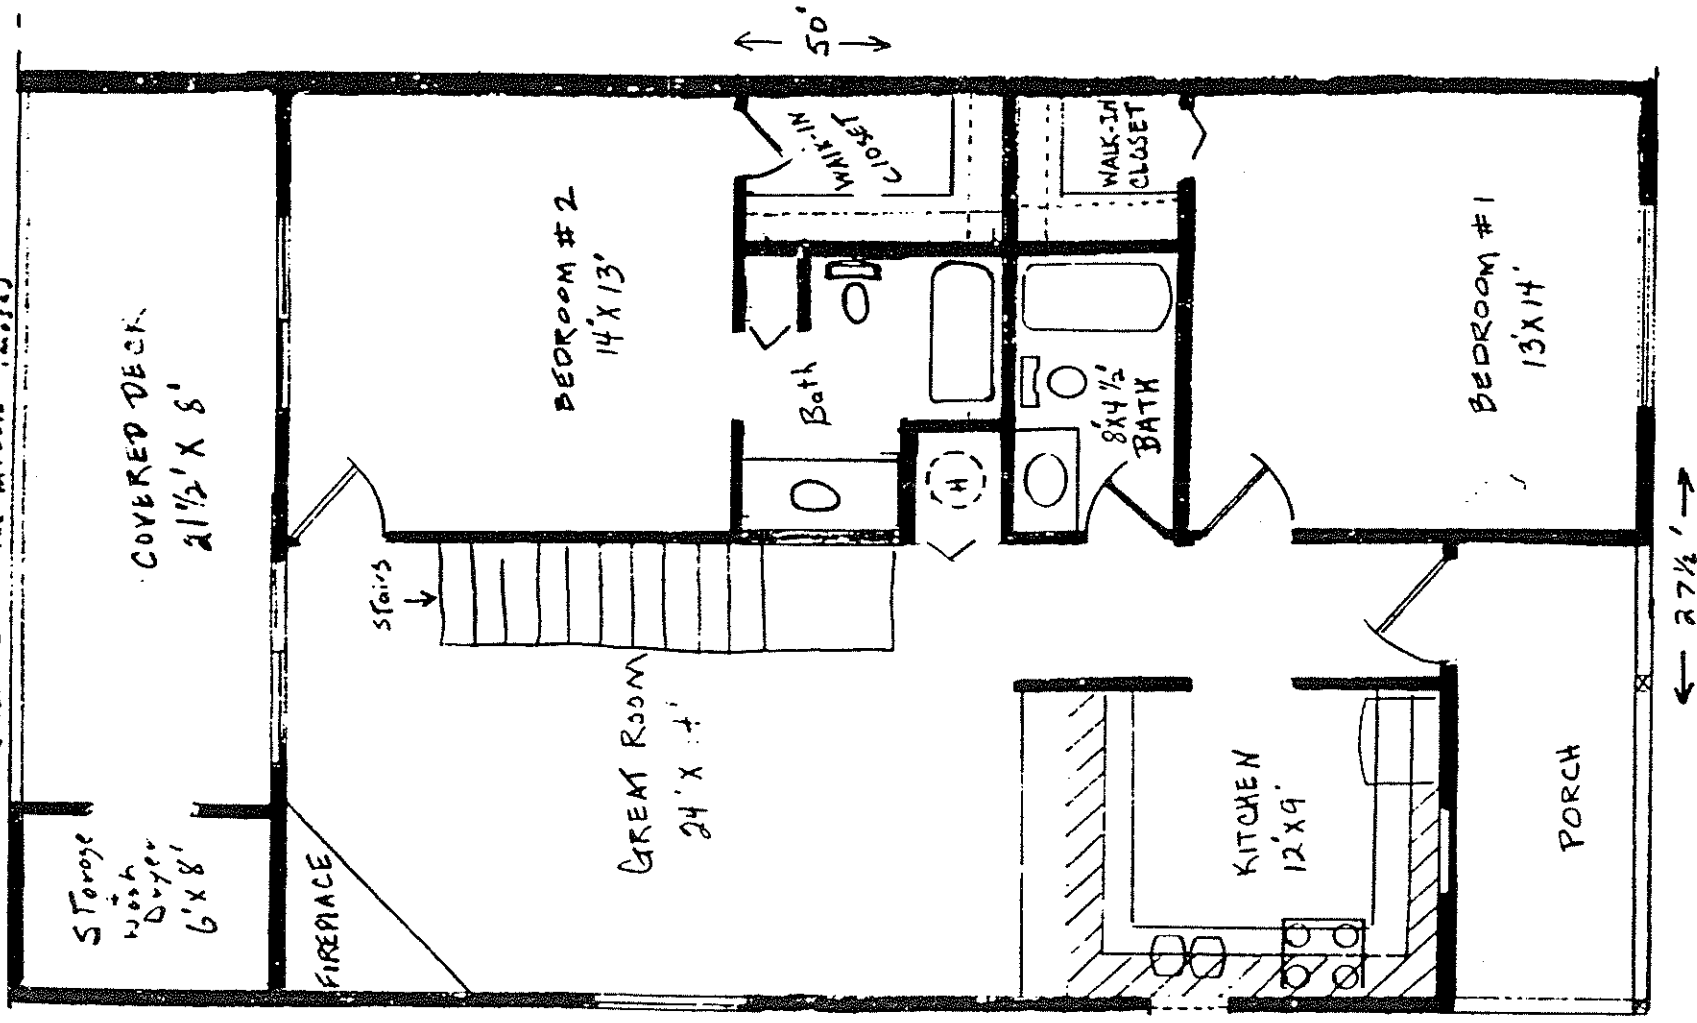 COVERED DECK
21½' X 8'
STorage
+
Wash
Dryer
6' X 8'
FIREPLACE
GREAT ROOM
24' X
STairs
BEDROOM #2
14' X 13'
WALK-IN
CLOSET
WALK-IN
CLOSET
Bath
H
8'X4½'
BATH
BEDROOM #1
13'X14'
KITCHEN
12'X9'
PORCH
50'
27½'